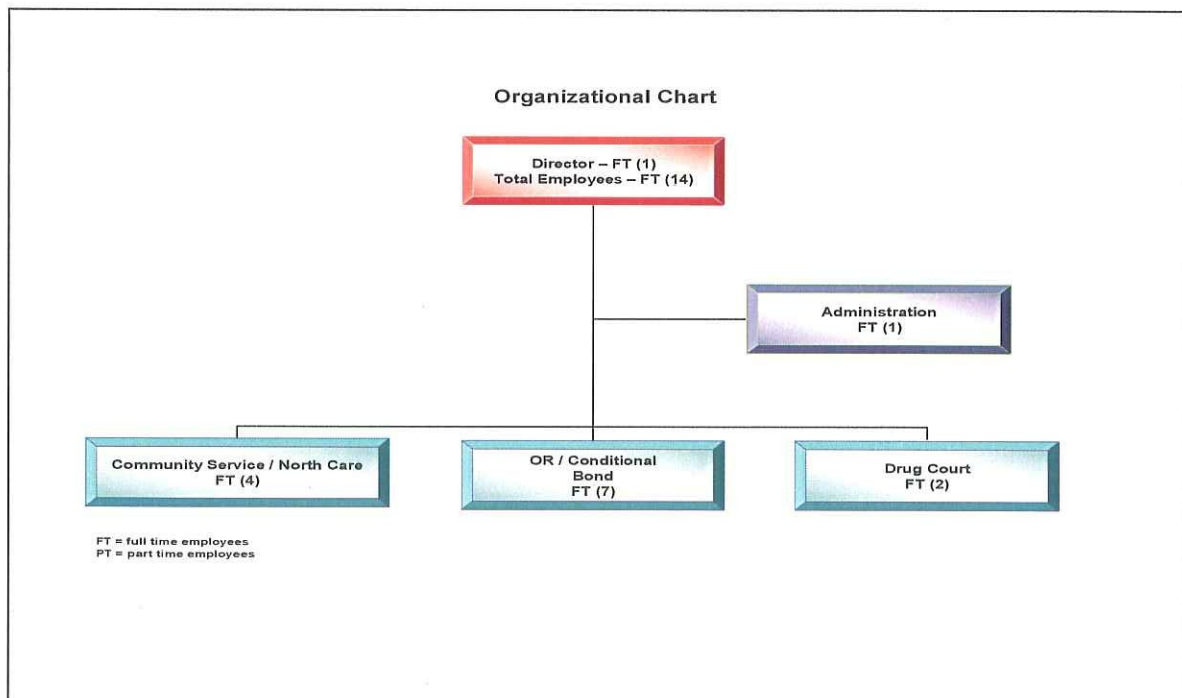 Organizational Chart
Director – FT (1)
Total Employees – FT (14)
Administration
FT (1)
Community Service / North Care
FT (4)
OR / Conditional
Bond
FT (7)
Drug Court
FT (2)
FT = full time employees
PT = part time employees